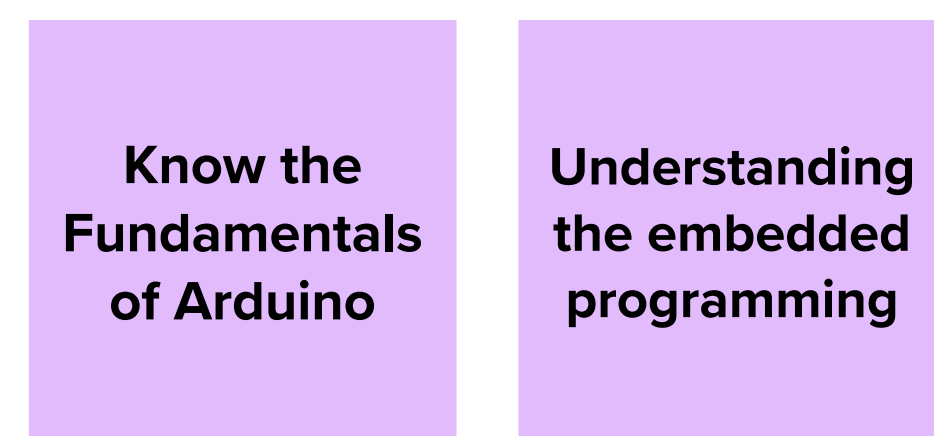 Know the
Fundamentals
of Arduino
Understanding
the embedded
programming